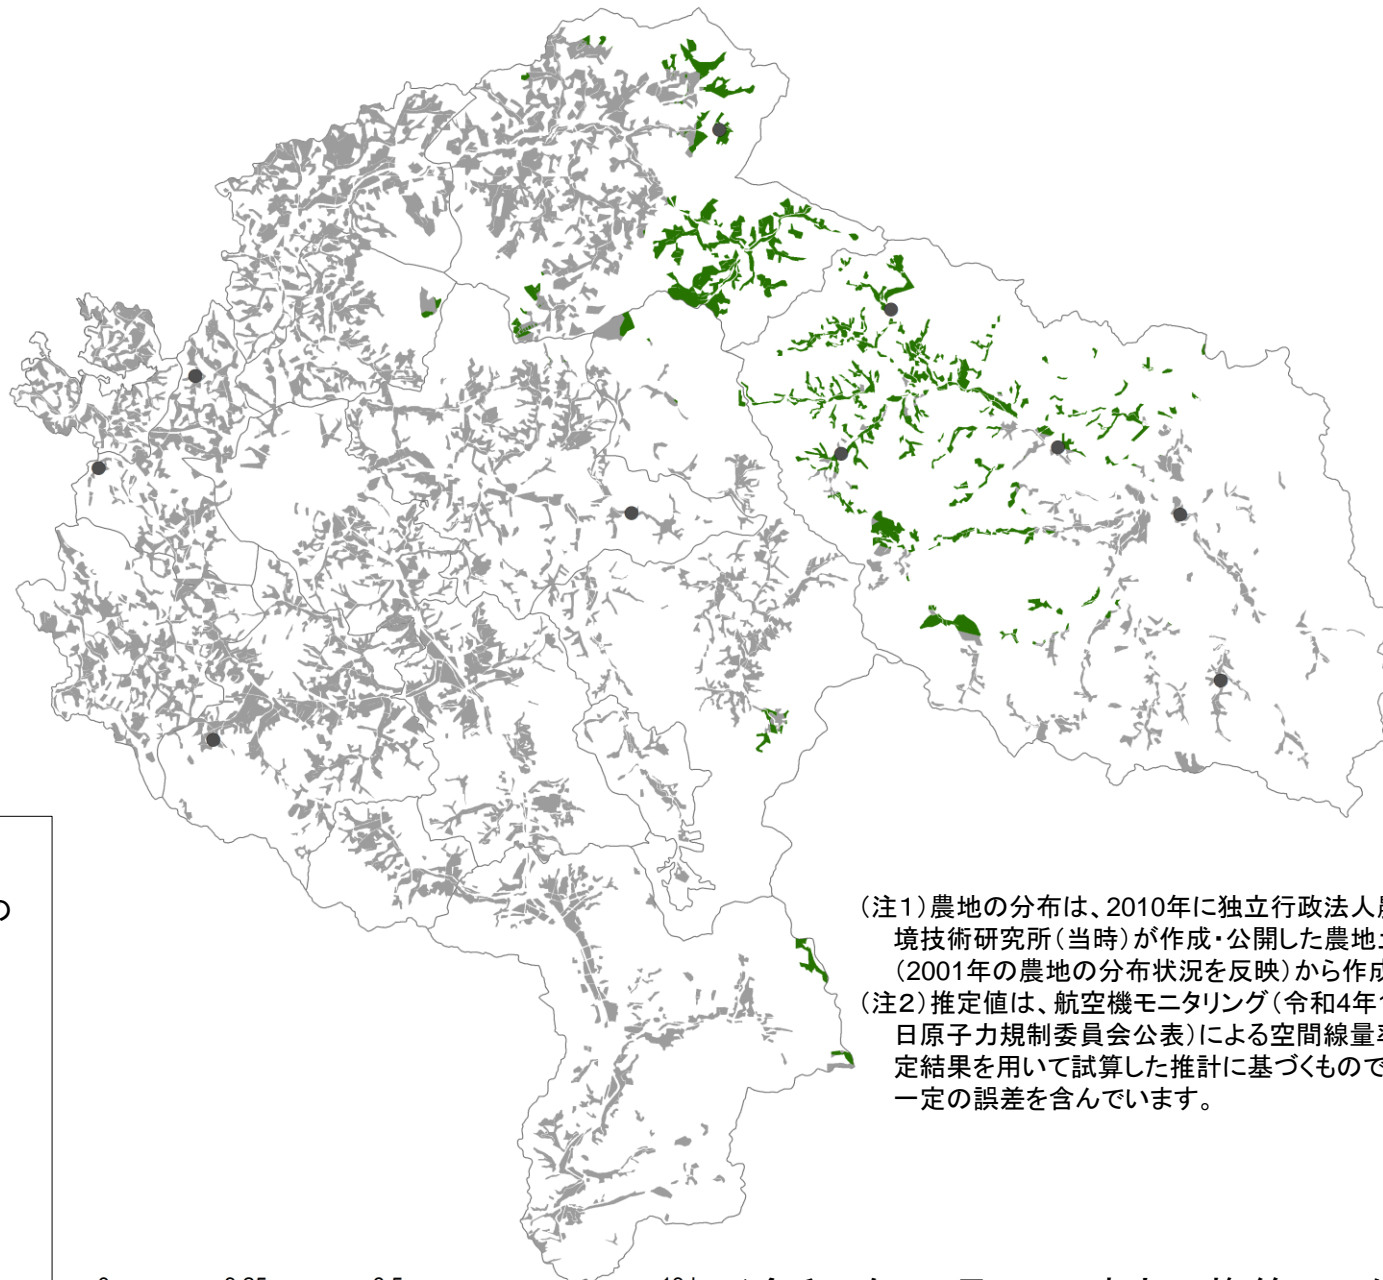 の
(注1)農地の分布は、2010年に独立行政法人農
境技術研究所(当時)が作成・公開した農地土
(2001年の農地の分布状況を反映)から作成
(注2)推定値は、航空機モニタリング(令和4年
日原子力規制委員会公表)による空間線量率
定結果を用いて試算した推計に基づくもので
一定の誤差を含んでいます。